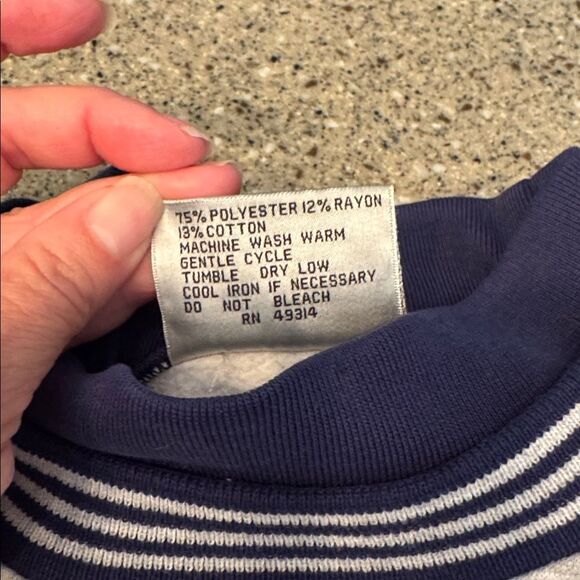 75% POLYESTER 12% RAYON
13% COTTON
MACHINE WASH WARM
GENTLE CYCLE
TUMBLE DRY LOW
COOL IRON IF NECESSARY
DO NOT BLEACH
RN 49314